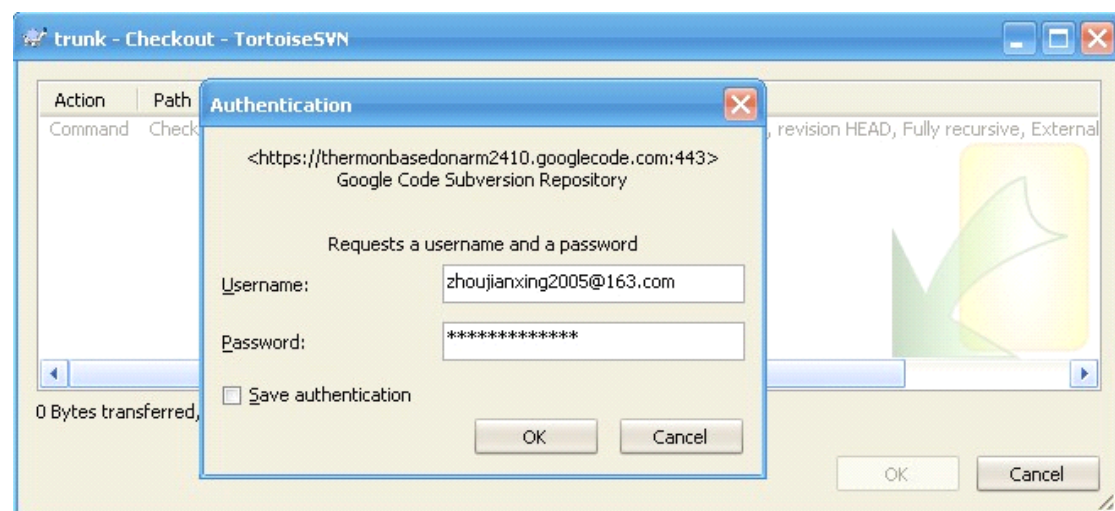 trunk - Checkout - TortoiseSVN
Action Path
Command Check , revision HEAD, Fully recursive, External
Authentication
<https://thermonbasedonarm2410.googlecode.com:443>
Google Code Subversion Repository
Requests a username and a password
Username: zhoujianxing2005@163.com
Password: *************
Save authentication
OK Cancel
0 Bytes transferred,
OK Cancel